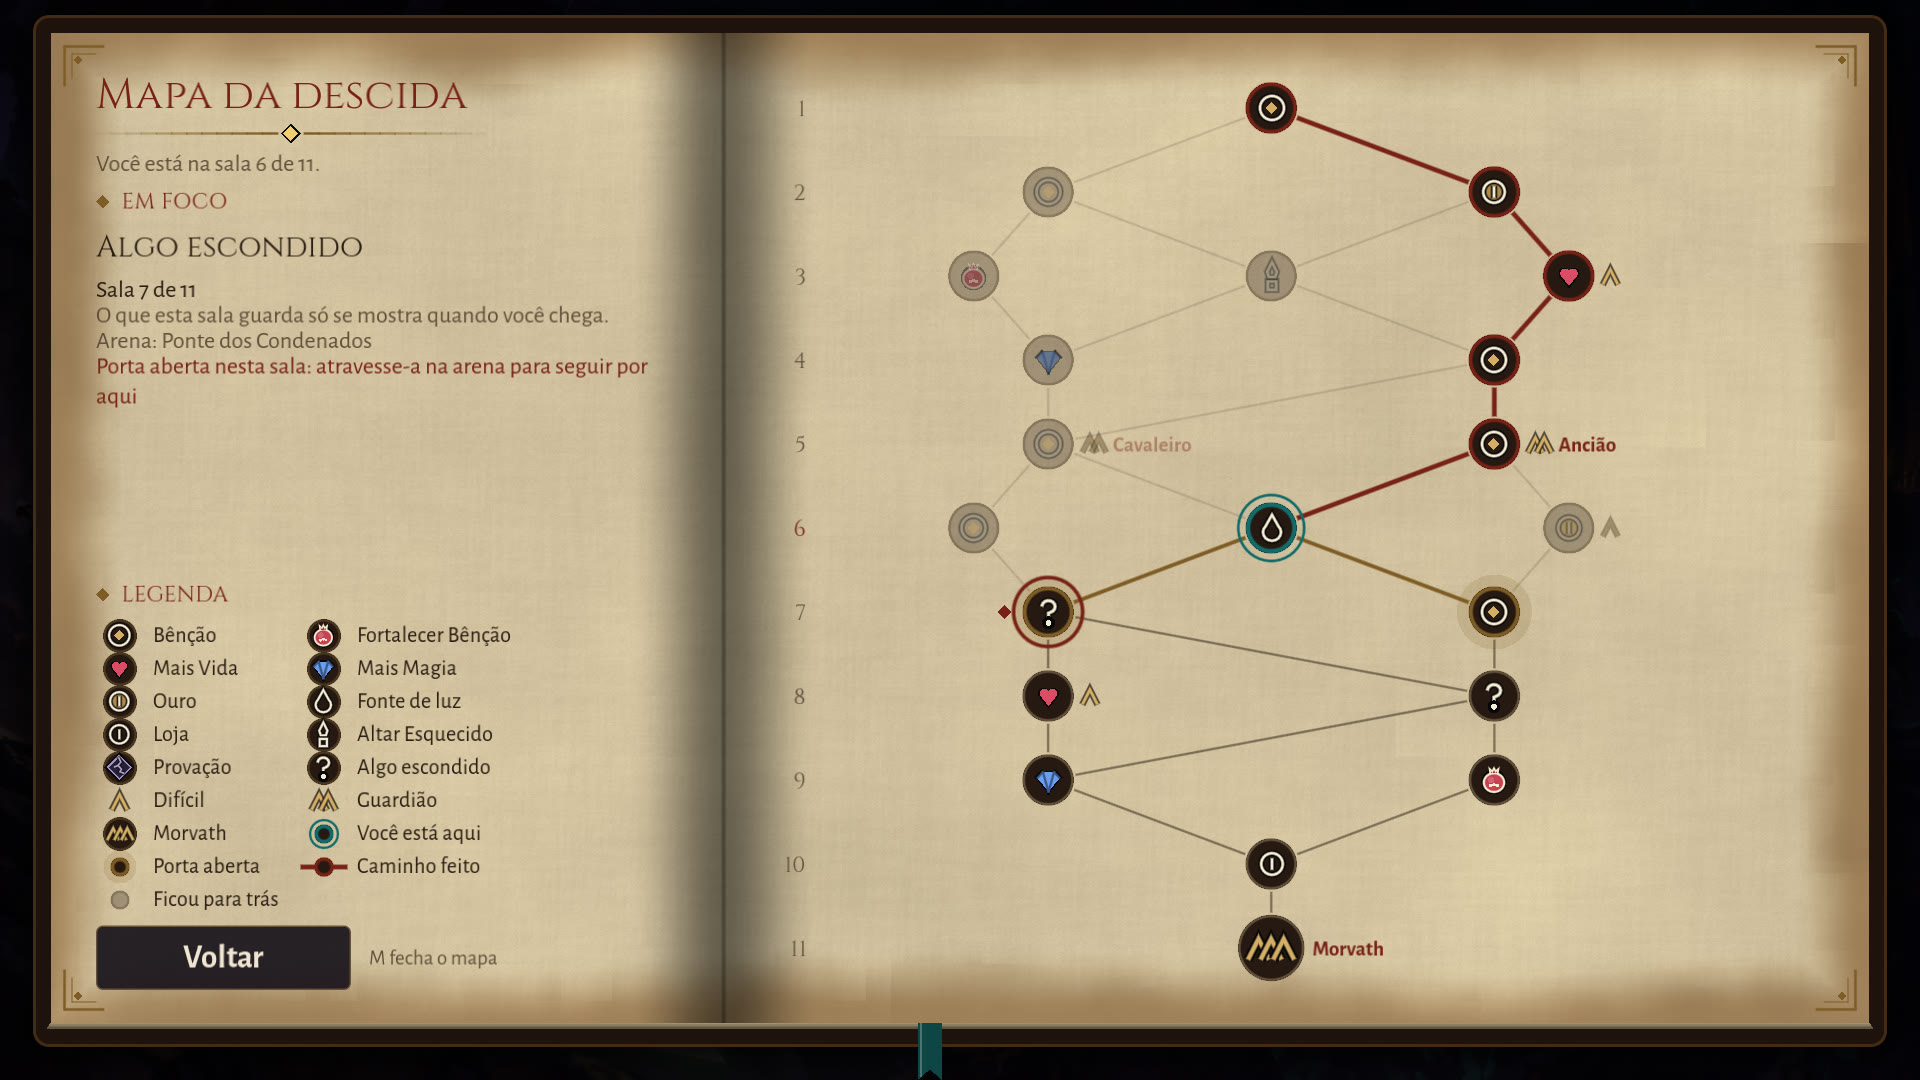 Mapa da descida
Você está na sala 6 de 11.
EM FOCO
Algo escondido
Sala 7 de 11
O que esta sala guarda só se mostra quando você chega.
Arena: Ponte dos Condenados
Porta aberta nesta sala: atravesse-a na arena para seguir por
aqui
LEGENDA
Bênção
Fortalecer Bênção
Mais Vida
Mais Magia
Ouro
Fonte de luz
Loja
Altar Esquecido
Provação
Algo escondido
Difícil
Guardião
Morvath
Você está aqui
Porta aberta
Caminho feito
Ficou para trás
Voltar
M fecha o mapa
1
2
3
4
5
Cavaleiro
Ancião
6
7
?
8
?
9
10
11
Morvath